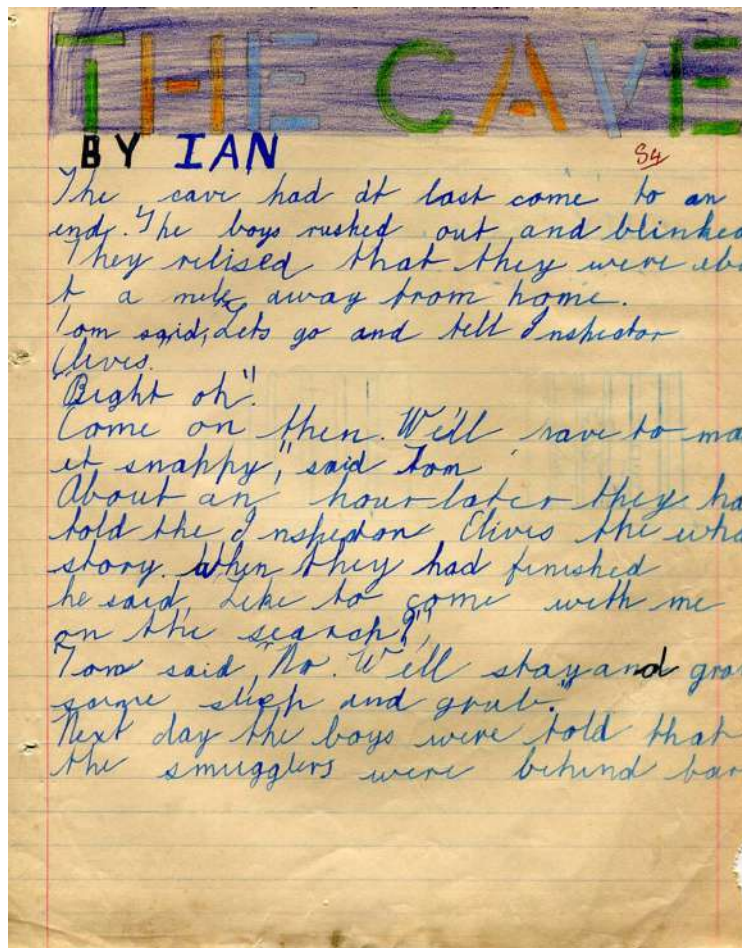 THE CAVE
BY IAN
S4
The cave had at last come to an
end. The boys rushed out and blinked
They relised that they were abo
t a mile away from home.
Tom said, "Lets go and tell Inspector
Clives."
"Right oh".
Come on then. We'll have to ma
it snappy," said Tom
About an hour later they ha
told the Inspector Clives the who
story. When they had finished
he said, "Like to come with me
on the search?",
Tom said, "No. We'll stay and gra
some sleep and grub."
Next day the boys were told that
the smugglers were behind bar